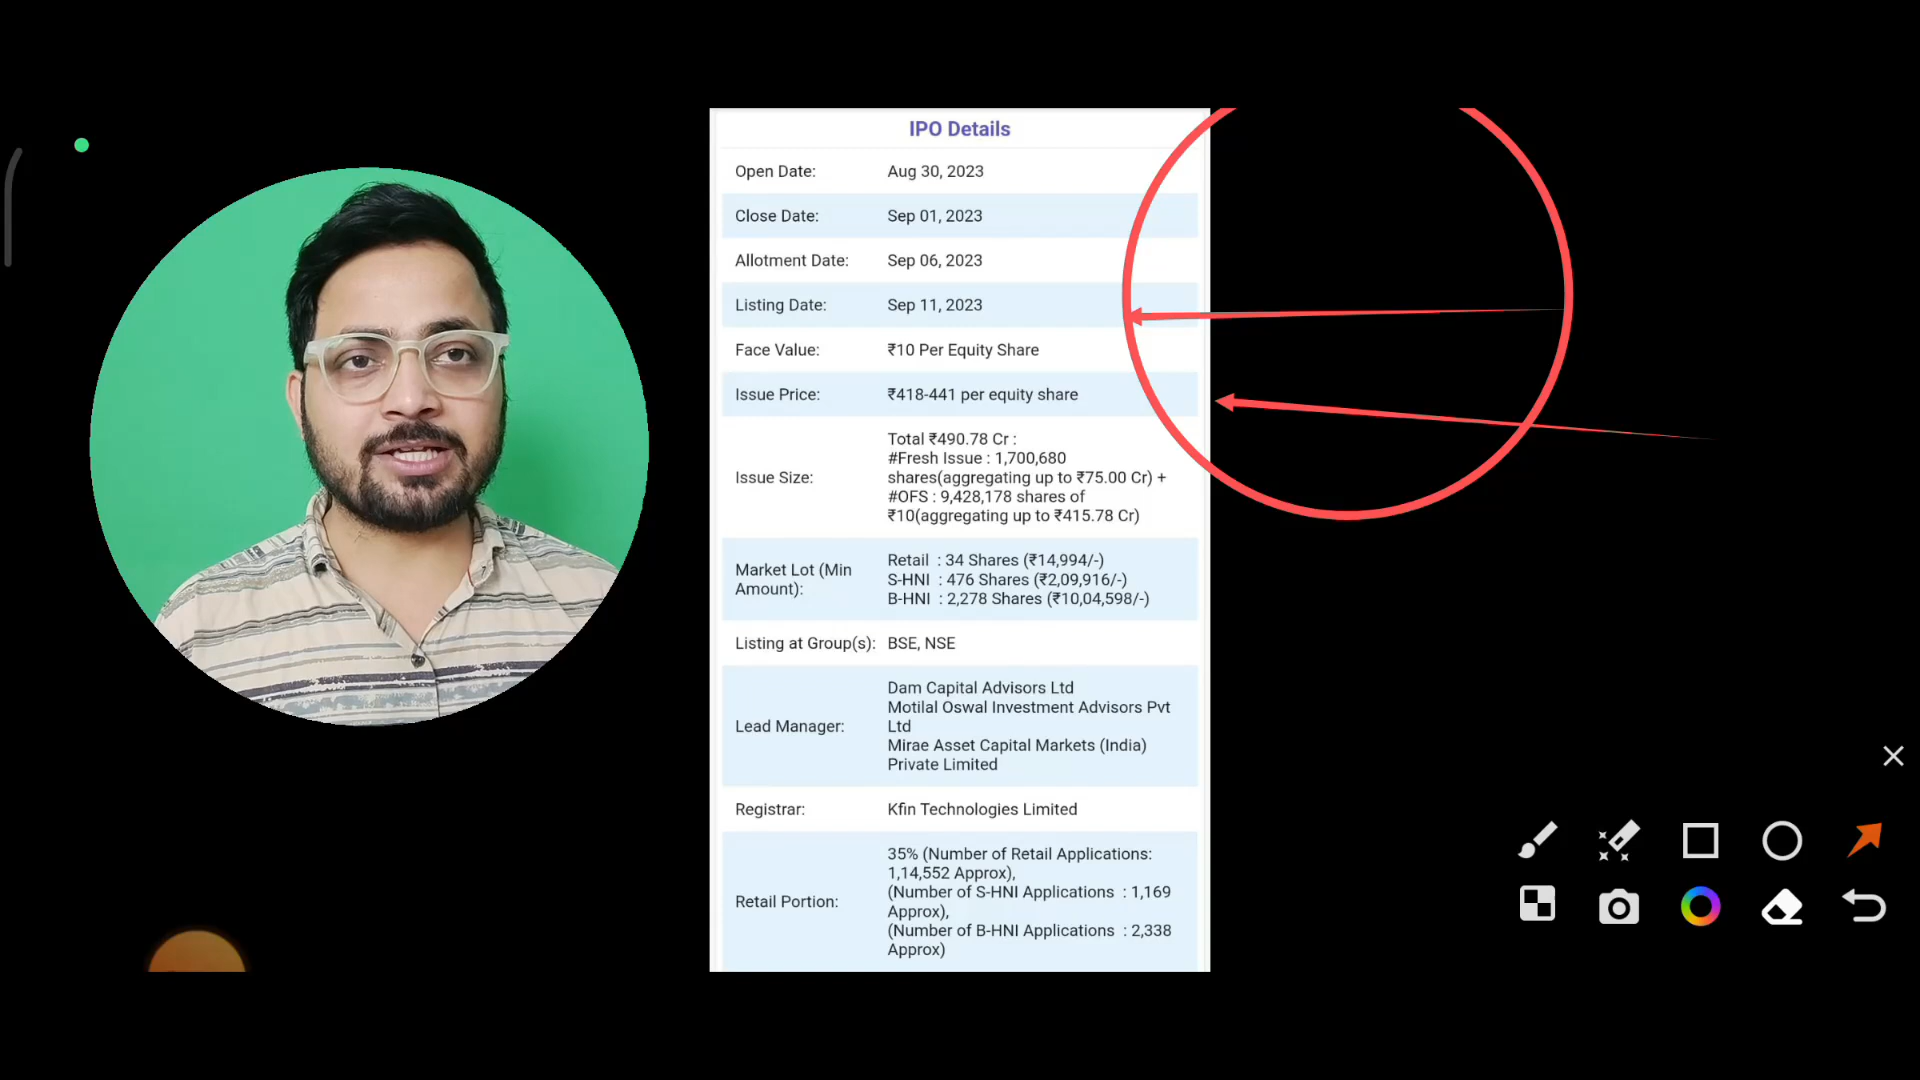 IPO Details
Open Date: Aug 30, 2023
Close Date: Sep 01, 2023
Allotment Date: Sep 06, 2023
Listing Date: Sep 11, 2023
Face Value: ₹10 Per Equity Share
Issue Price: ₹418-441 per equity share
Issue Size: Total ₹490.78 Cr :
#Fresh Issue : 1,700,680
shares(aggregating up to ₹75.00 Cr) +
#OFS : 9,428,178 shares of
₹10(aggregating up to ₹415.78 Cr)
Market Lot (Min
Amount):
Retail : 34 Shares (₹14,994/-)
S-HNI : 476 Shares (₹2,09,916/-)
B-HNI : 2,278 Shares (₹10,04,598/-)
Listing at Group(s): BSE, NSE
Lead Manager: Dam Capital Advisors Ltd
Motilal Oswal Investment Advisors Pvt
Ltd
Mirae Asset Capital Markets (India)
Private Limited
Registrar: Kfin Technologies Limited
Retail Portion: 35% (Number of Retail Applications:
1,14,552 Approx),
(Number of S-HNI Applications : 1,169
Approx),
(Number of B-HNI Applications : 2,338
Approx)